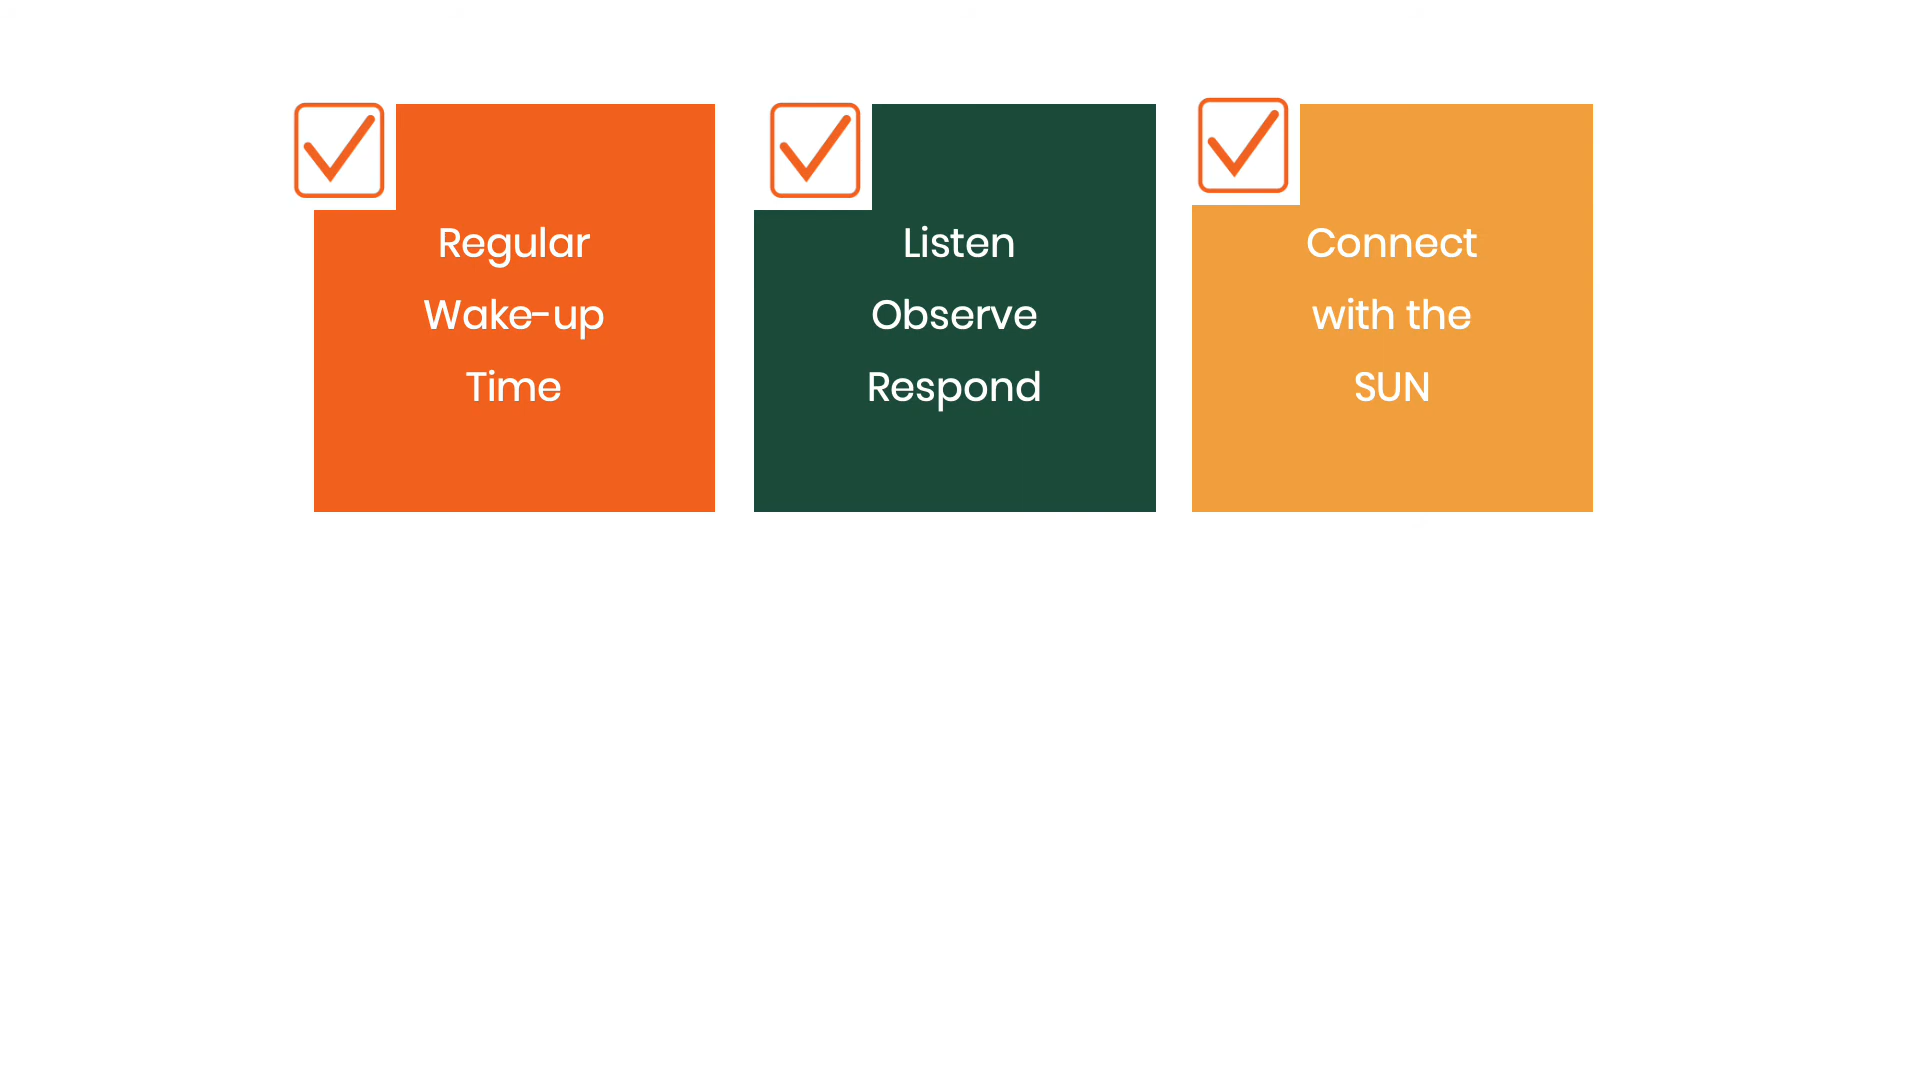 Regular
Wake-up
Time
Listen
Observe
Respond
Connect
with the
SUN